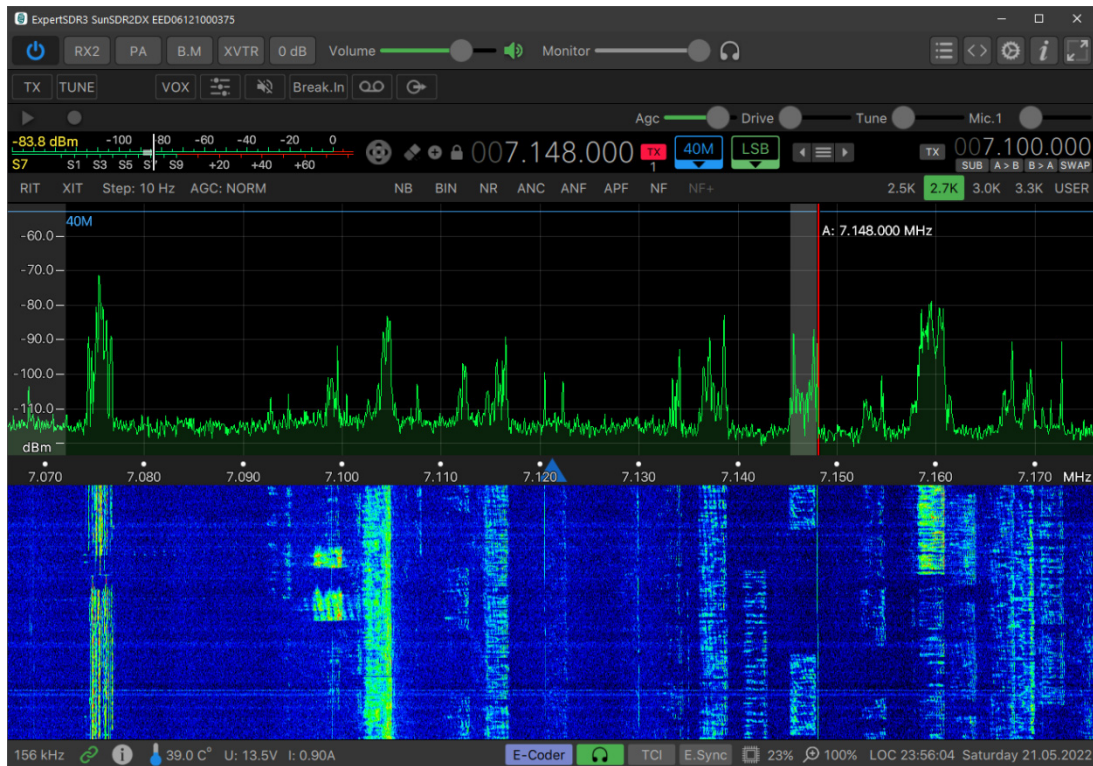 ExpertSDR3 SunSDR2DX EED06121000375
RX2 PA B.M XVTR 0 dB Volume Monitor
TX TUNE VOX Break.In
Agc Drive Tune Mic.1
-83.8 dBm -100 -80 -60 -40 -20 0
S7 S1 S3 S5 S7 S9 +20 +40 +60
007.148.000 TX 1 40M LSB
TX 007.100.000
SUB A>B B>A SWAP
RIT XIT Step: 10 Hz AGC: NORM NB BIN NR ANC ANF APF NF NF+ 2.5K 2.7K 3.0K 3.3K USER
40M
A: 7.148.000 MHz
-60.0
-70.0
-80.0
-90.0
-100.0
-110.0
dBm
7.070 7.080 7.090 7.100 7.110 7.120 7.130 7.140 7.150 7.160 7.170 MHz
156 kHz 39.0 C° U: 13.5V I: 0.90A E-Coder TCI E.Sync 23% 100% LOC 23:56:04 Saturday 21.05.2022